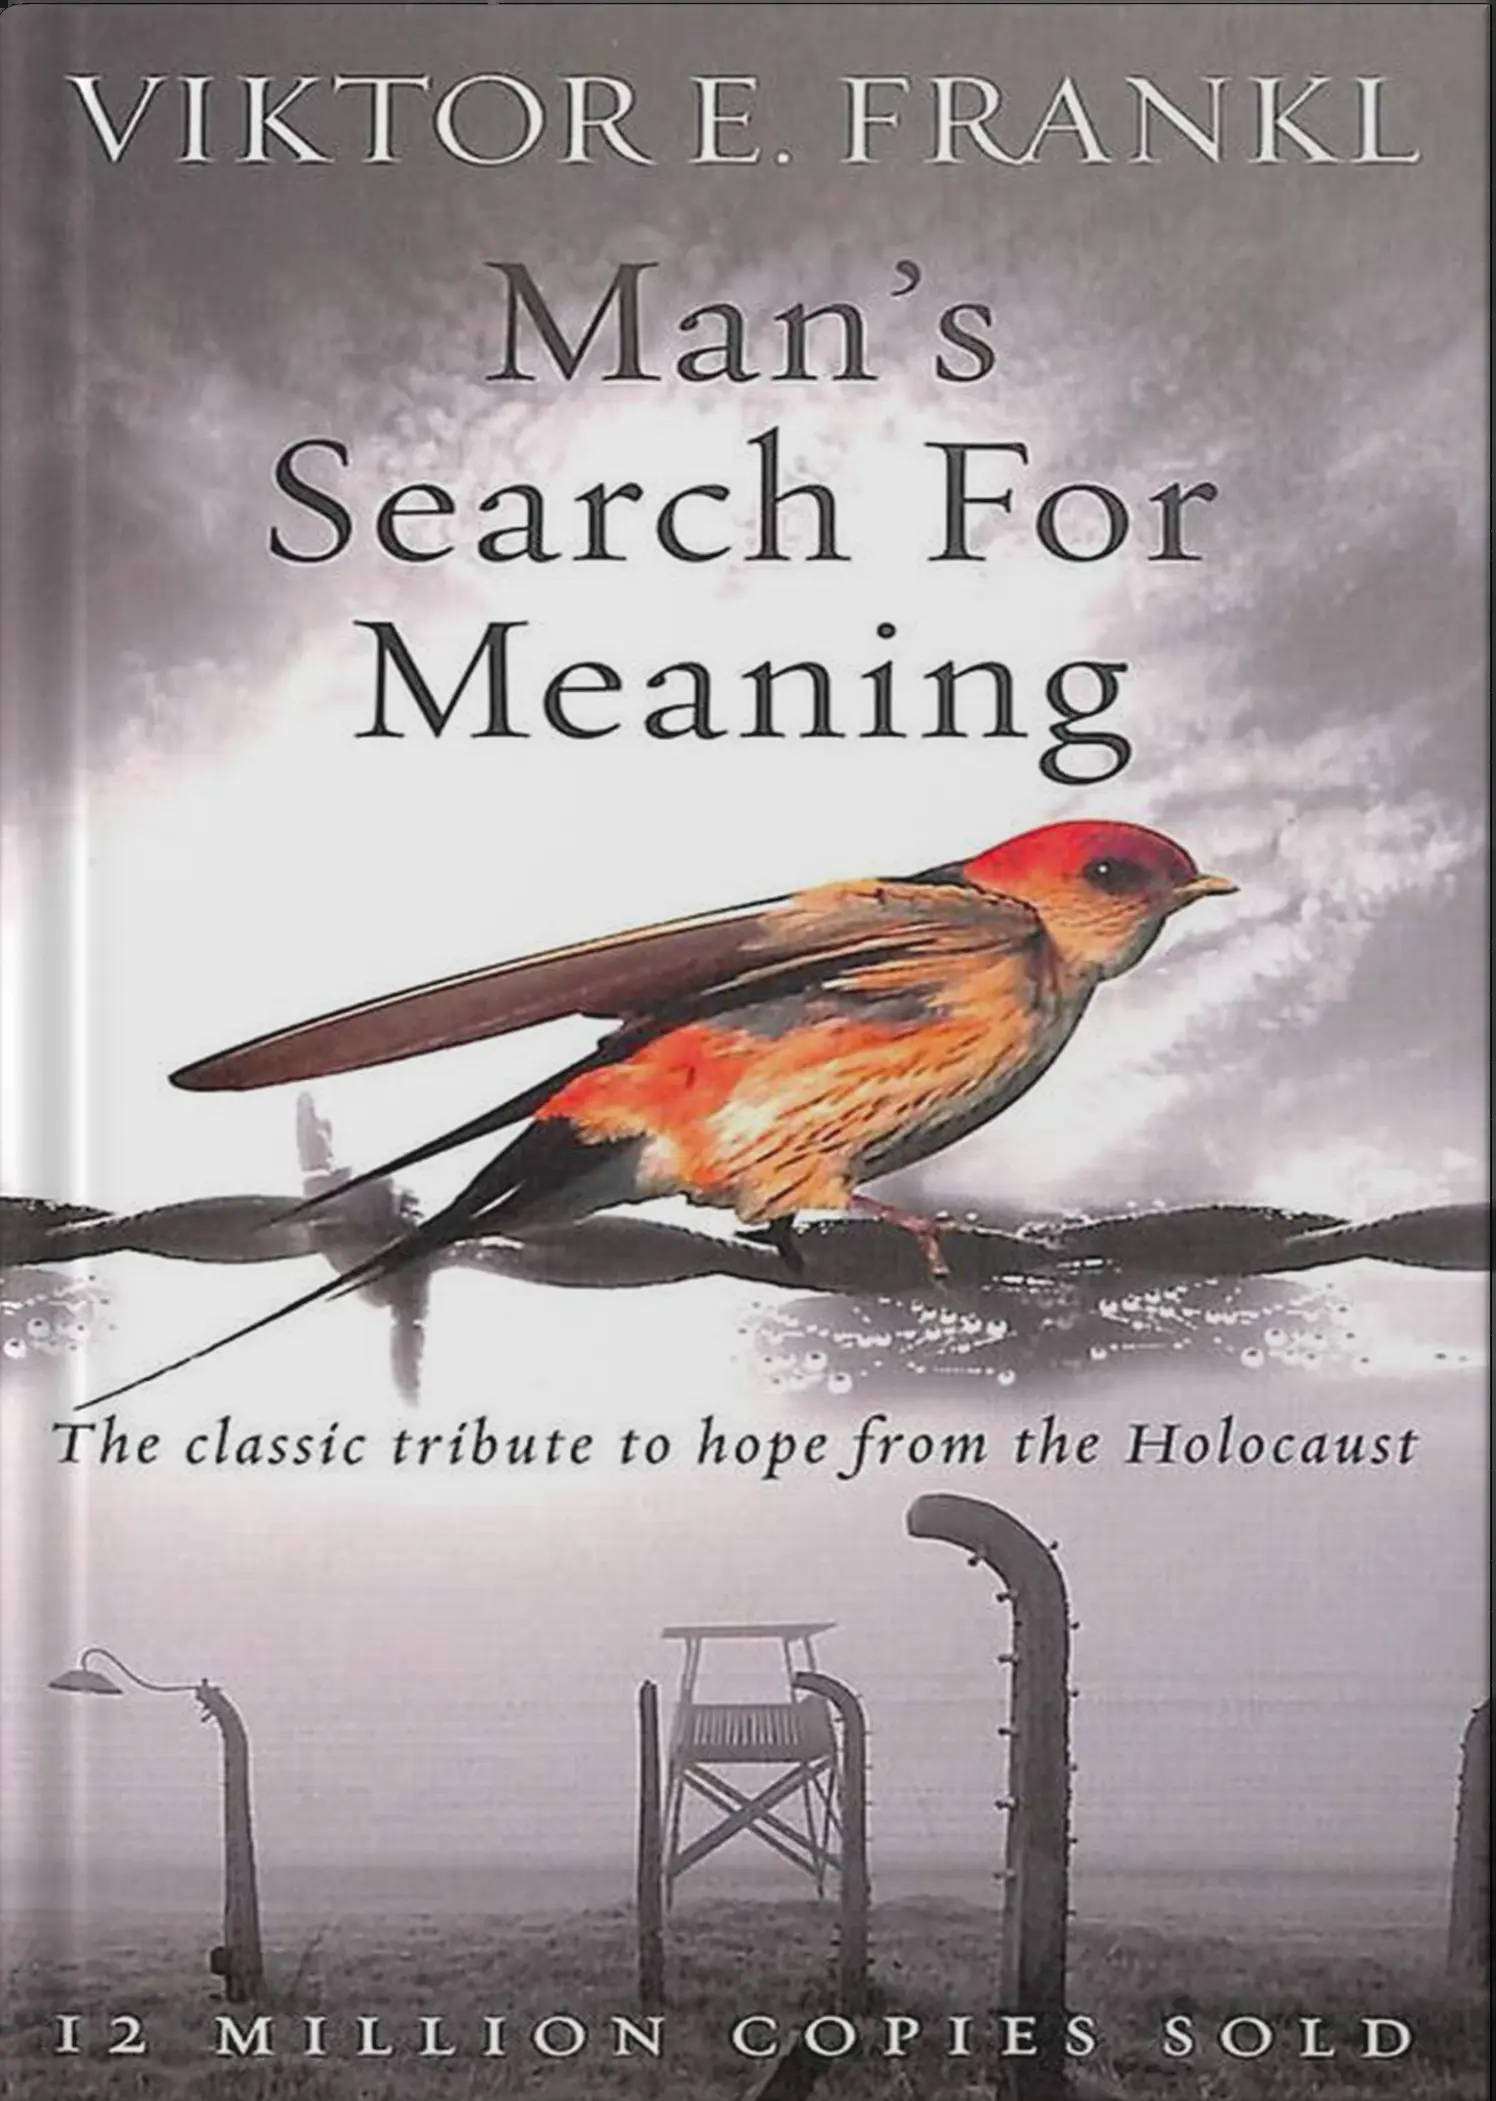 VIKTOR E. FRANKL
Man's
Search For
Meaning
The classic tribute to hope from the Holocaust
12 MILLION COPIES SOLD